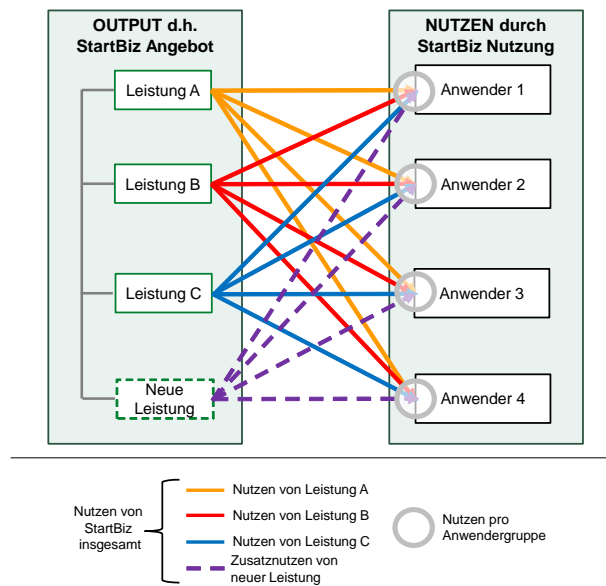 OUTPUT d.h.
StartBiz Angebot
NUTZEN durch
StartBiz Nutzung
Leistung A
Anwender 1
Leistung B
Anwender 2
Leistung C
Anwender 3
Neue
Leistung
Anwender 4
Nutzen von
StartBiz
insgesamt
Nutzen von Leistung A
Nutzen von Leistung B
Nutzen von Leistung C
Zusatznutzen von
neuer Leistung
Nutzen pro
Anwendergruppe